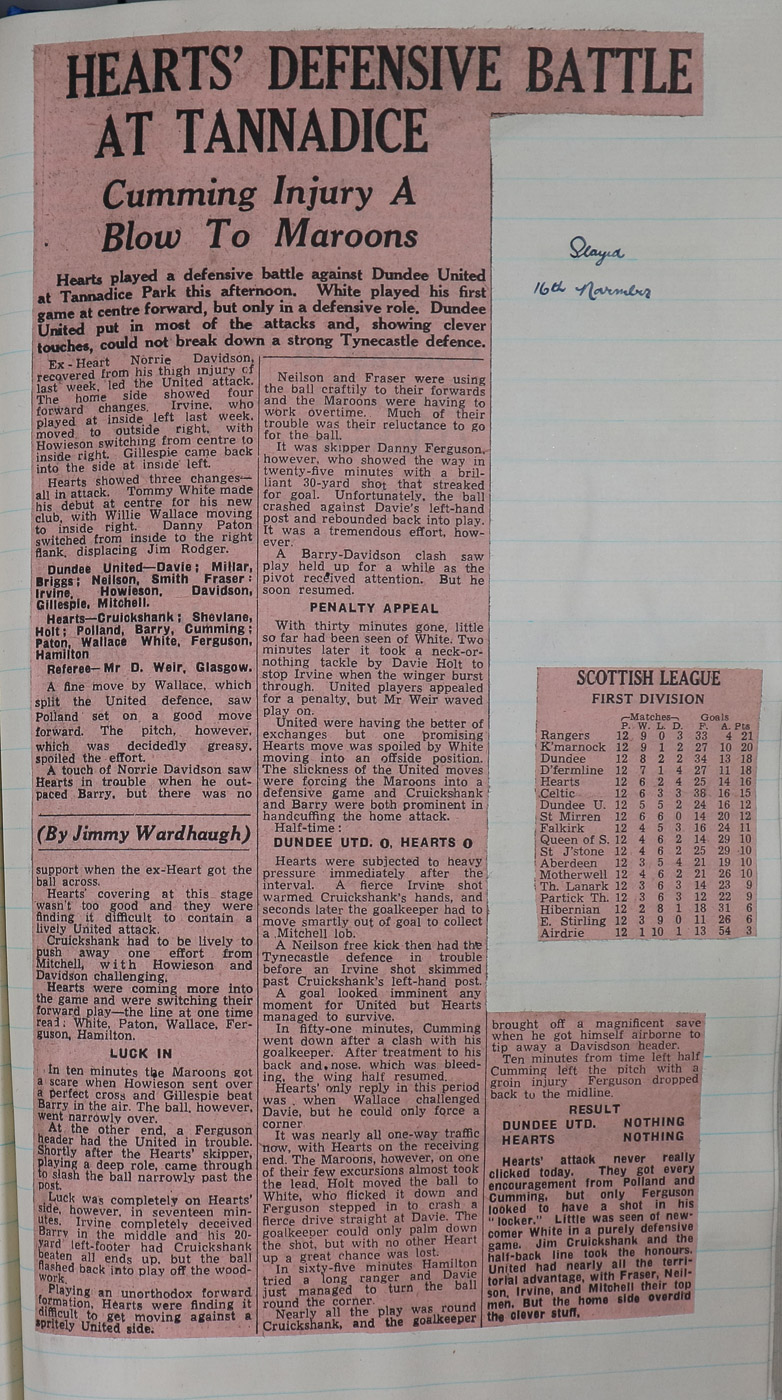 HEARTS' DEFENSIVE BATTLE
AT TANNADICE
Cumming Injury A
Blow To Maroons
Hearts played a defensive battle against Dundee United
at Tannadice Park this afternoon. White played his first
game at centre forward, but only in a defensive role. Dundee
United put in most of the attacks and, showing clever
touches, could not break down a strong Tynecastle defence.
Ex-Heart Norrie Davidson,
recovered from his thigh injury of
last week, led the United attack.
The home side showed four
forward changes. Irvine, who
played at inside left last week,
moved to outside right, with
Howieson switching from centre to
inside right. Gillespie came back
into the side at inside left.
Hearts showed three changes—
all in attack. Tommy White made
his debut at centre for his new
club, with Willie Wallace moving
to inside right. Danny Paton
switched from inside to the right
flank, displacing Jim Rodger.
Dundee United—Davie; Millar,
Briggs; Neilson, Smith Fraser:
Irvine, Howieson, Davidson,
Gillespie, Mitchell.
Hearts—Cruickshank; Shevlane,
Holt; Polland, Barry, Cumming;
Paton, Wallace White, Ferguson,
Hamilton
Referee—Mr D. Weir, Glasgow.
A fine move by Wallace, which
split the United defence, saw
Polland set on a good move
forward. The pitch, however,
which was decidedly greasy,
spoiled the effort.
A touch of Norrie Davidson saw
Hearts in trouble when he out-
paced Barry, but there was no
(By Jimmy Wardhaugh)
support when the ex-Heart got the
ball across.
Hearts' covering at this stage
wasn't too good and they were
finding it difficult to contain a
lively United attack.
Cruickshank had to be lively to
push away one effort from
Mitchell, with Howieson and
Davidson challenging,
Hearts were coming more into
the game and were switching their
forward play—the line at one time
read: White, Paton, Wallace, Fer-
guson, Hamilton.
LUCK IN
In ten minutes the Maroons got
a scare when Howieson sent over
a perfect cross and Gillespie beat
Barry in the air. The ball, however,
went narrowly over.
At the other end, a Ferguson
header had the United in trouble.
Shortly after the Hearts' skipper,
playing a deep role, came through
to slash the ball narrowly past the
post.
Luck was completely on Hearts'
side, however, in seventeen min-
utes. Irvine completely deceived
Barry in the middle and his 20-
yard left-footer had Cruickshank
beaten all ends up, but the ball
flashed back into play off the wood-
work.
Playing an unorthodox forward
formation, Hearts were finding it
difficult to get moving against a
spritely United side.
Neilson and Fraser were using
the ball craftily to their forwards
and the Maroons were having to
work overtime. Much of their
trouble was their reluctance to go
for the ball.
It was skipper Danny Ferguson,
however, who showed the way in
twenty-five minutes with a bril-
liant 30-yard shot that streaked
for goal. Unfortunately, the ball
crashed against Davie's left-hand
post and rebounded back into play.
It was a tremendous effort, how-
ever.
A Barry-Davidson clash saw
play held up for a while as the
pivot received attention. But he
soon resumed.
PENALTY APPEAL
With thirty minutes gone, little
so far had been seen of White. Two
minutes later it took a neck-or-
nothing tackle by Davie Holt to
stop Irvine when the winger burst
through. United players appealed
for a penalty, but Mr Weir waved
play on.
United were having the better of
exchanges but one promising
Hearts move was spoiled by White
moving into an offside position.
The slickness of the United moves
were forcing the Maroons into a
defensive game and Cruickshank
and Barry were both prominent in
handcuffing the home attack.
Half-time:
DUNDEE UTD. 0, HEARTS 0
Hearts were subjected to heavy
pressure immediately after the
interval. A fierce Irvine shot
warmed Cruickshank's hands, and
seconds later the goalkeeper had to
move smartly out of goal to collect
a Mitchell lob.
A Neilson free kick then had the
Tynecastle defence in trouble
before an Irvine shot skimmed
past Cruickshank's left-hand post.
A goal looked imminent any
moment for United but Hearts
managed to survive.
In fifty-one minutes, Cumming
went down after a clash with his
goalkeeper. After treatment to his
back and nose, which was bleed-
ing, the wing half resumed.
Hearts' only reply in this period
was when Wallace challenged
Davie, but he could only force a
corner
It was nearly all one-way traffic
now, with Hearts on the receiving
end. The Maroons, however, on one
of their few excursions almost took
the lead, Holt moved the ball to
White, who flicked it down and
Ferguson stepped in to crash a
fierce drive straight at Davie. The
goalkeeper could only palm down
the shot, but with no other Heart
up a great chance was lost.
In sixty-five minutes Hamilton
tried a long ranger and Davie
just managed to turn the ball
round the corner.
Nearly all the play was round
Cruickshank, and the goalkeeper
brought off a magnificent save
when he got himself airborne to
tip away a Davidson header.
Ten minutes from time left half
Cumming left the pitch with a
groin injury Ferguson dropped
back to the midline.
RESULT
DUNDEE UTD. NOTHING
HEARTS NOTHING
Hearts' attack never really
clicked today. They got every
encouragement from Polland and
Cumming, but only Ferguson
looked to have a shot in his
"locker." Little was seen of new-
comer White in a purely defensive
game. Jim Cruickshank and the
half-back line took the honours.
United had nearly all the terri-
torial advantage, with Fraser, Neil-
son, Irvine, and Mitchell their top
men. But the home side overdid
the clever stuff.
Played
16th November
SCOTTISH LEAGUE
FIRST DIVISION
Matches Goals
P. W. L. D. F. A. Pts
Rangers 12 9 0 3 33 4 21
K'marnock 12 9 1 2 27 10 20
Dundee 12 8 2 2 34 13 18
D'fermline 12 7 1 4 27 11 18
Hearts 12 6 2 4 25 14 16
Celtic 12 6 3 3 38 16 15
Dundee U. 12 5 5 2 24 16 12
St Mirren 12 6 6 0 14 20 12
Falkirk 12 4 5 3 16 24 11
Queen of S. 12 4 6 2 14 29 10
St J'stone 12 4 6 2 25 29 10
Aberdeen 12 3 5 4 21 19 10
Motherwell 12 4 6 2 21 26 10
Th. Lanark 12 3 6 3 14 23 9
Partick Th. 12 3 6 3 12 22 9
Hibernian 12 2 8 1 18 31 6
E. Stirling 12 3 9 0 11 26 6
Airdrie 12 1 10 1 13 54 3